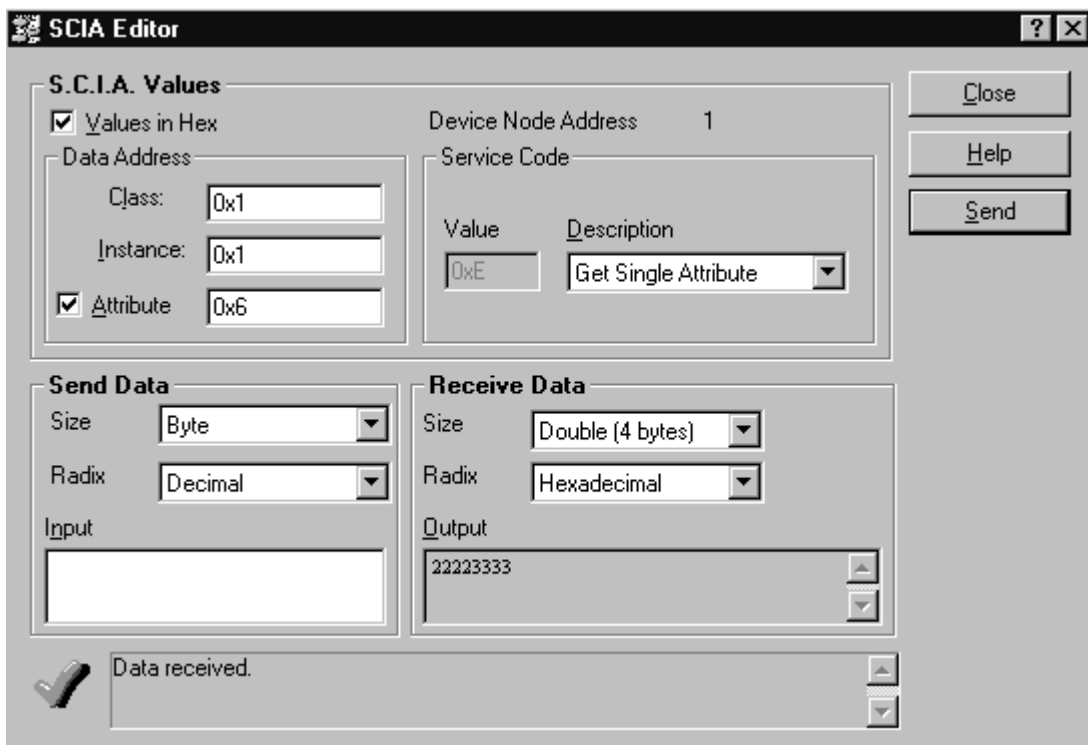 SCIA Editor
S.C.I.A. Values
Values in Hex
Device Node Address 1
Data Address
Class: 0x1
Instance: 0x1
Attribute 0x6
Service Code
Value Description
0xE Get Single Attribute
Close
Help
Send
Send Data
Size Byte
Radix Decimal
Input
Receive Data
Size Double (4 bytes)
Radix Hexadecimal
Output
22223333
Data received.